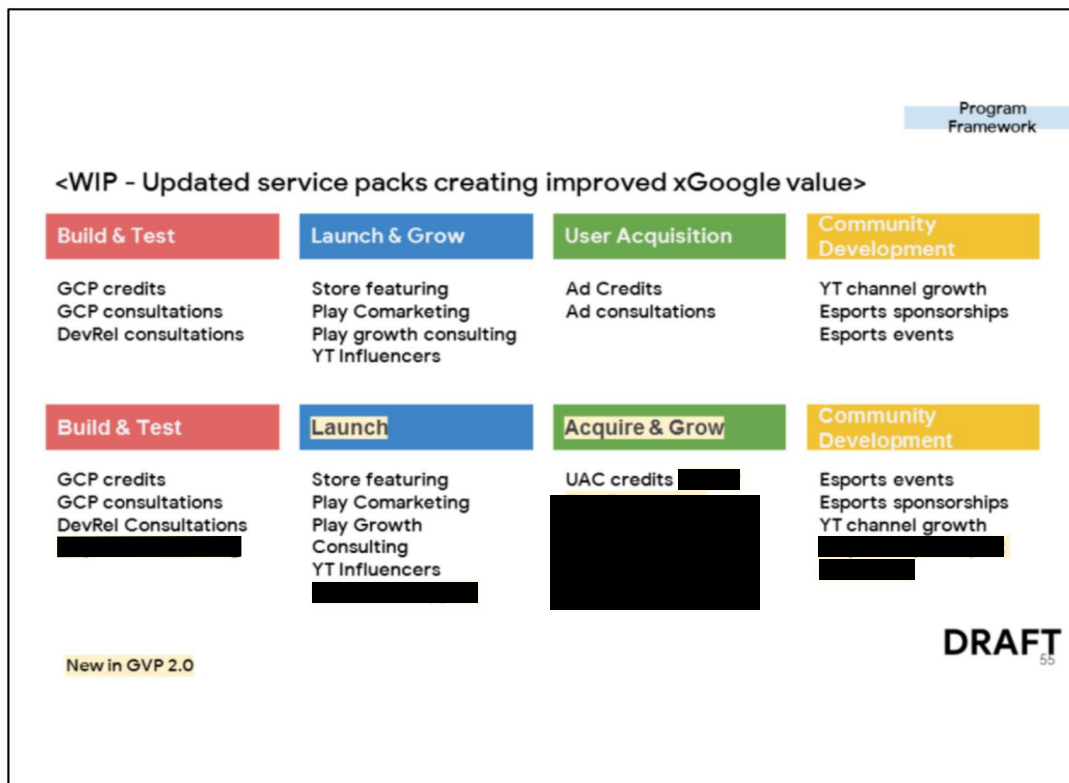 Program
Framework
<WIP - Updated service packs creating improved xGoogle value>
Build & Test
GCP credits
GCP consultations
DevRel consultations
Launch & Grow
Store featuring
Play Comarketing
Play growth consulting
YT Influencers
User Acquisition
Ad Credits
Ad consultations
Community
Development
YT channel growth
Esports sponsorships
Esports events
Build & Test
GCP credits
GCP consultations
DevRel Consultations
Launch
Store featuring
Play Comarketing
Play Growth
Consulting
YT Influencers
Acquire & Grow
UAC credits
Community
Development
Esports events
Esports sponsorships
YT channel growth
New in GVP 2.0
DRAFT
55